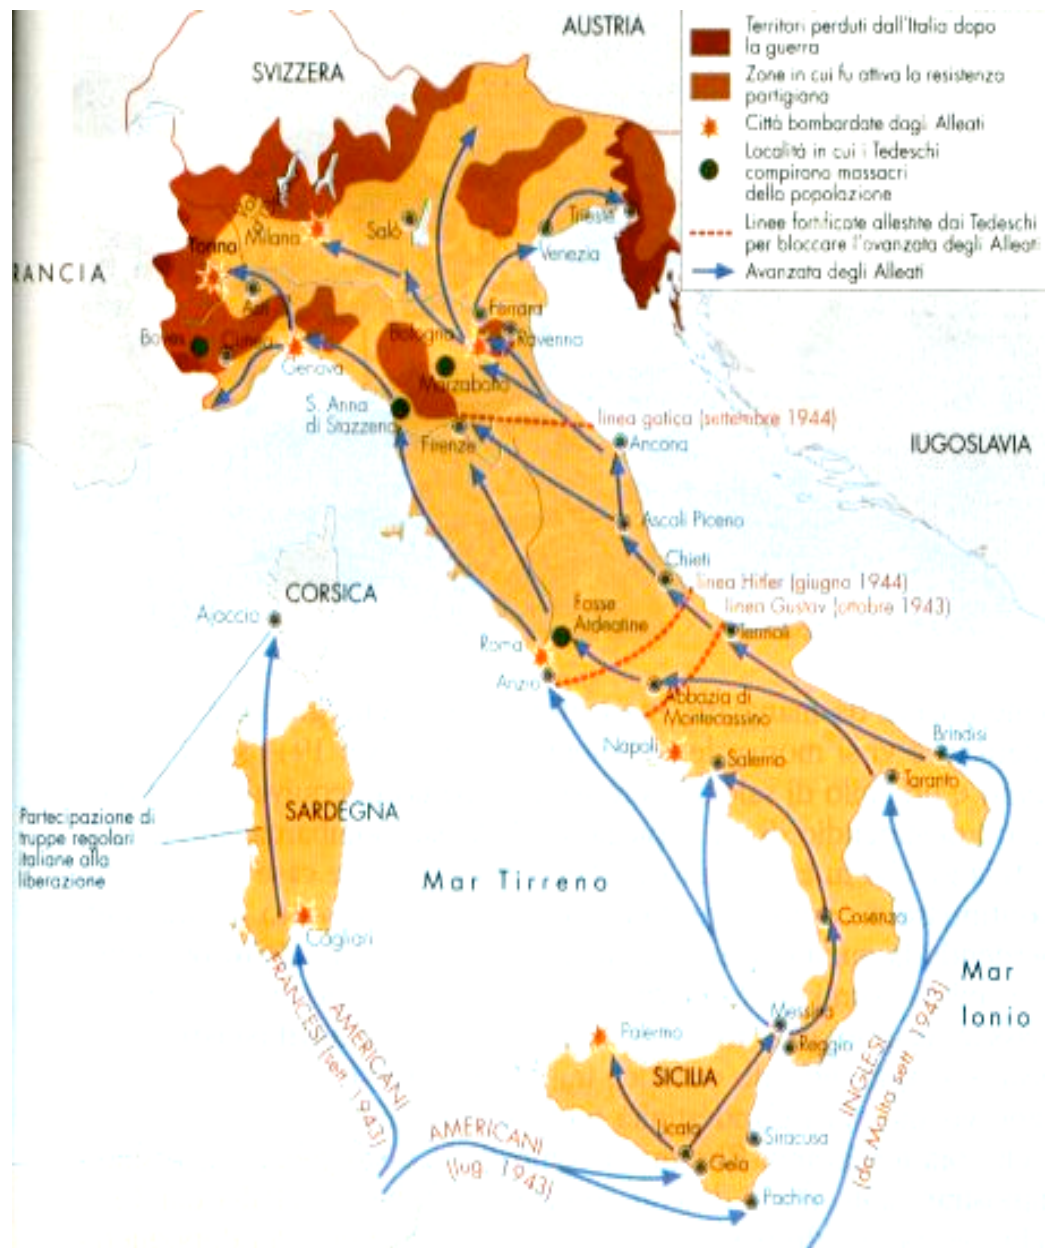 AUSTRIA
SVIZZERA
RANCIA
IUGOSLAVIA
Territori perduti dall'Italia dopo
la guerra
Zone in cui fu attiva la resistenza
partigiana
Città bombardate dagli Alleati
Località in cui i Tedeschi
compirono massacri
della popolazione
Linee fortificate allestite dai Tedeschi
per bloccare l'avanzata degli Alleati
Avanzata degli Alleati
Torino
Milano
Salò
Trieste
Venezia
Asti
Boves
Cuneo
Genova
Ferrara
Bologna
Ravenna
Marzabotto
S. Anna
di Stazzema
Firenze
linea gotica (settembre 1944)
Ancona
Ascoli Piceno
Chieti
linea Hitler (giugno 1944)
linea Gustav (ottobre 1943)
Termoli
CORSICA
Ajaccio
Fosse
Ardeatine
Roma
Anzio
Abbazia di
Montecassino
Napoli
Salerno
Brindisi
Taranto
SARDEGNA
Partecipazione di
truppe regolari
italiane alla
liberazione
Mar Tirreno
Cagliari
Cosenza
Mar
Ionio
FRANCESI (sett. 1943)
AMERICANI
Messina
Reggio
Palermo
SICILIA
INGLESI
(da Malta sett. 1943)
AMERICANI
(lug. 1943)
Licata
Gela
Siracusa
Pachino